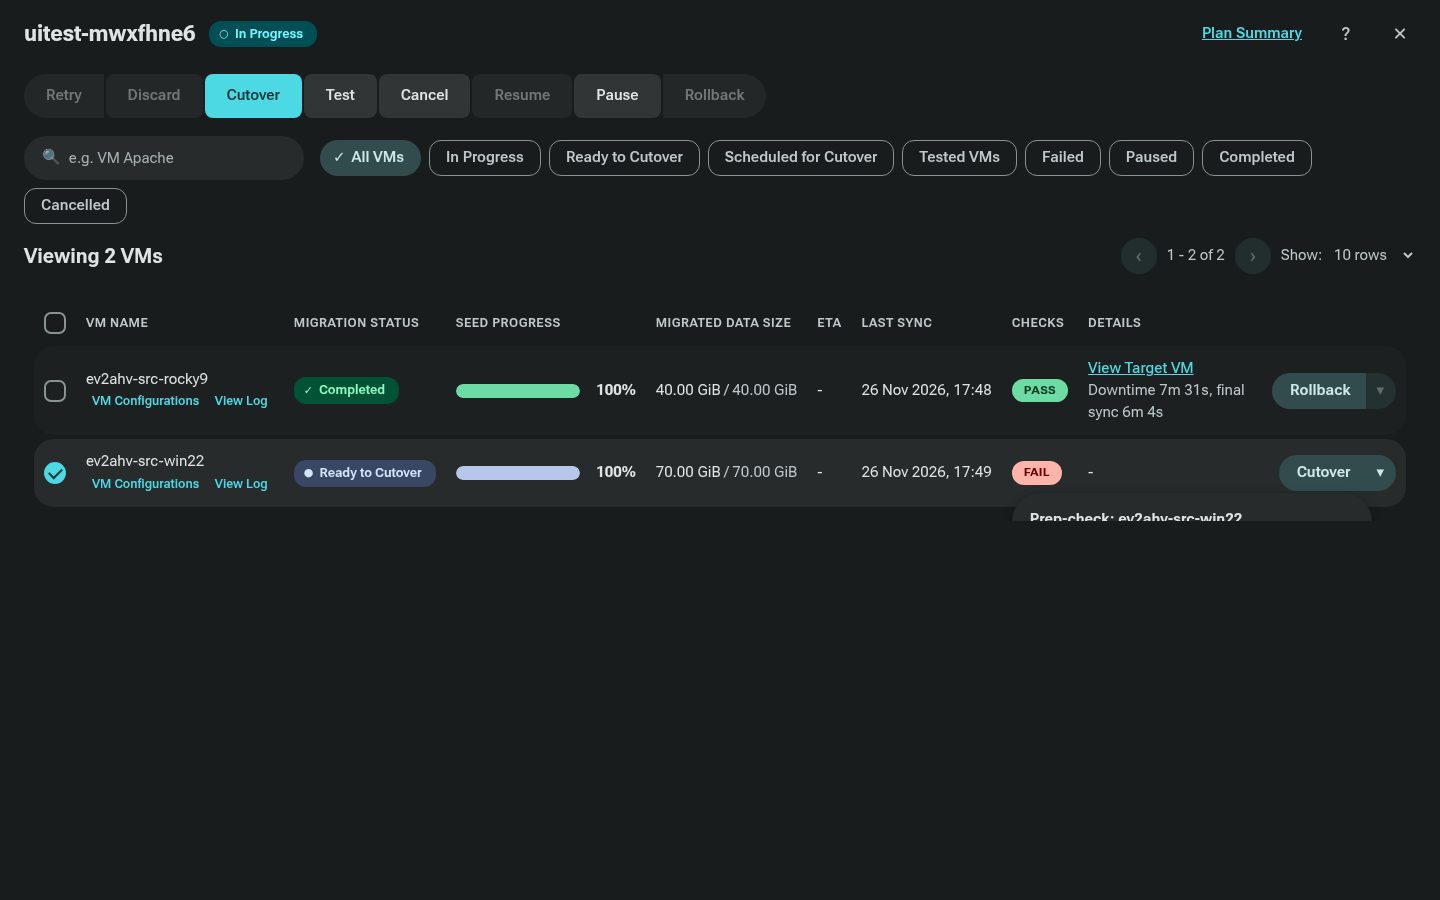 uitest-mwxfhne6
In Progress
Plan Summary
?
Retry
Discard
Cutover
Test
Cancel
Resume
Pause
Rollback
e.g. VM Apache
All VMs
In Progress
Ready to Cutover
Scheduled for Cutover
Tested VMs
Failed
Paused
Completed
Cancelled
Viewing 2 VMs
1 - 2 of 2
Show: 10 rows
VM NAME
MIGRATION STATUS
SEED PROGRESS
MIGRATED DATA SIZE
ETA
LAST SYNC
CHECKS
DETAILS
ev2ahv-src-rocky9
VM Configurations
View Log
Completed
100%
40.00 GiB / 40.00 GiB
-
26 Nov 2026, 17:48
PASS
View Target VM
Downtime 7m 31s, final
sync 6m 4s
Rollback
ev2ahv-src-win22
VM Configurations
View Log
Ready to Cutover
100%
70.00 GiB / 70.00 GiB
-
26 Nov 2026, 17:49
FAIL
-
Cutover
Prep-check: ev2ahv-src-win22